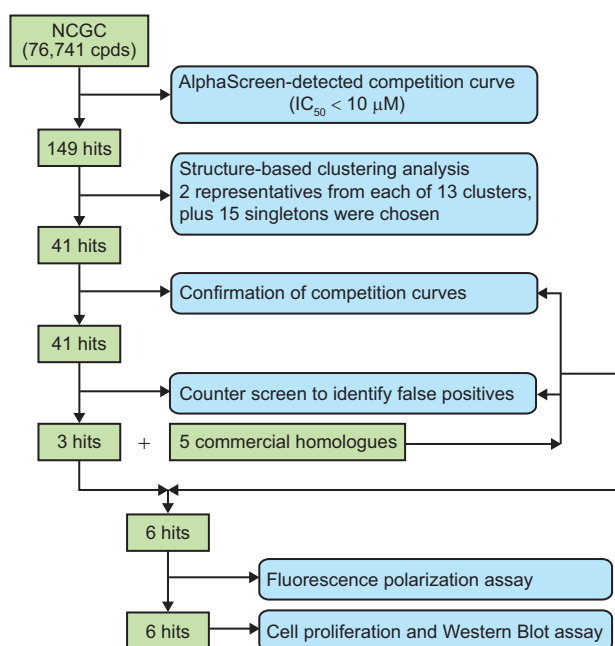 NCGC
(76,741 cpds)
AlphaScreen-detected competition curve
(IC₅₀ < 10 μM)
149 hits
Structure-based clustering analysis
2 representatives from each of 13 clusters,
plus 15 singletons were chosen
41 hits
Confirmation of competition curves
41 hits
Counter screen to identify false positives
3 hits
+
5 commercial homologues
6 hits
Fluorescence polarization assay
6 hits
Cell proliferation and Western Blot assay